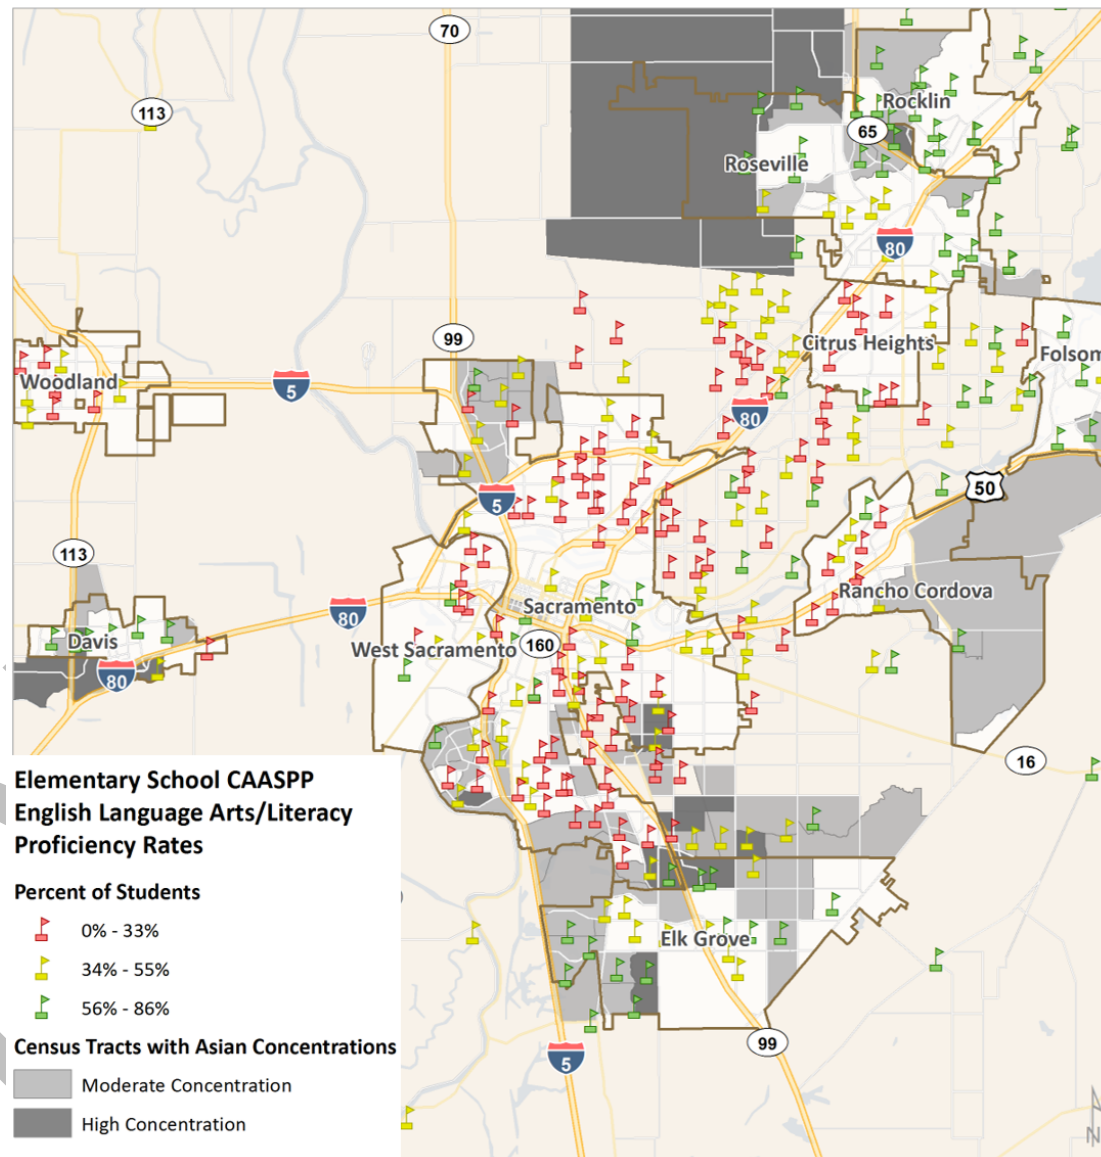 70
113
Rocklin
65
Roseville
80
99
Citrus Heights
Folsom
Woodland
5
80
5
50
113
Rancho Cordova
Sacramento
80
Davis
West Sacramento
160
80
16
Elk Grove
99
5
Elementary School CAASPP
English Language Arts/Literacy
Proficiency Rates
Percent of Students
0% - 33%
34% - 55%
56% - 86%
Census Tracts with Asian Concentrations
Moderate Concentration
High Concentration
N